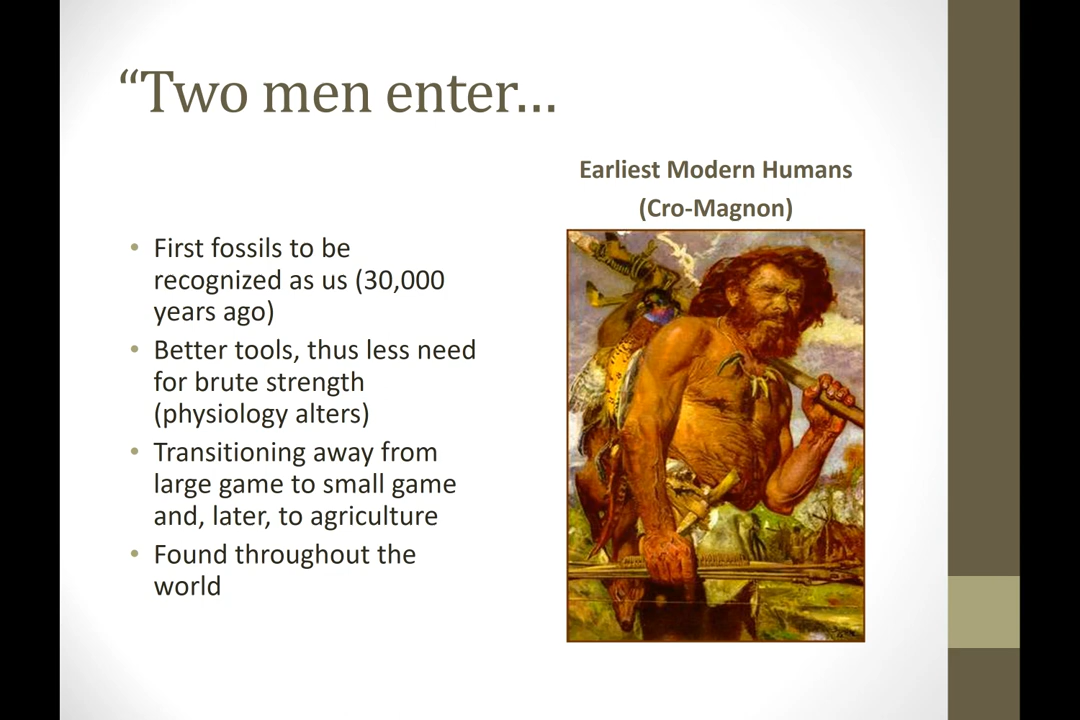 “Two men enter…
Earliest Modern Humans
(Cro-Magnon)
• First fossils to be
recognized as us (30,000
years ago)
• Better tools, thus less need
for brute strength
(physiology alters)
• Transitioning away from
large game to small game
and, later, to agriculture
• Found throughout the
world